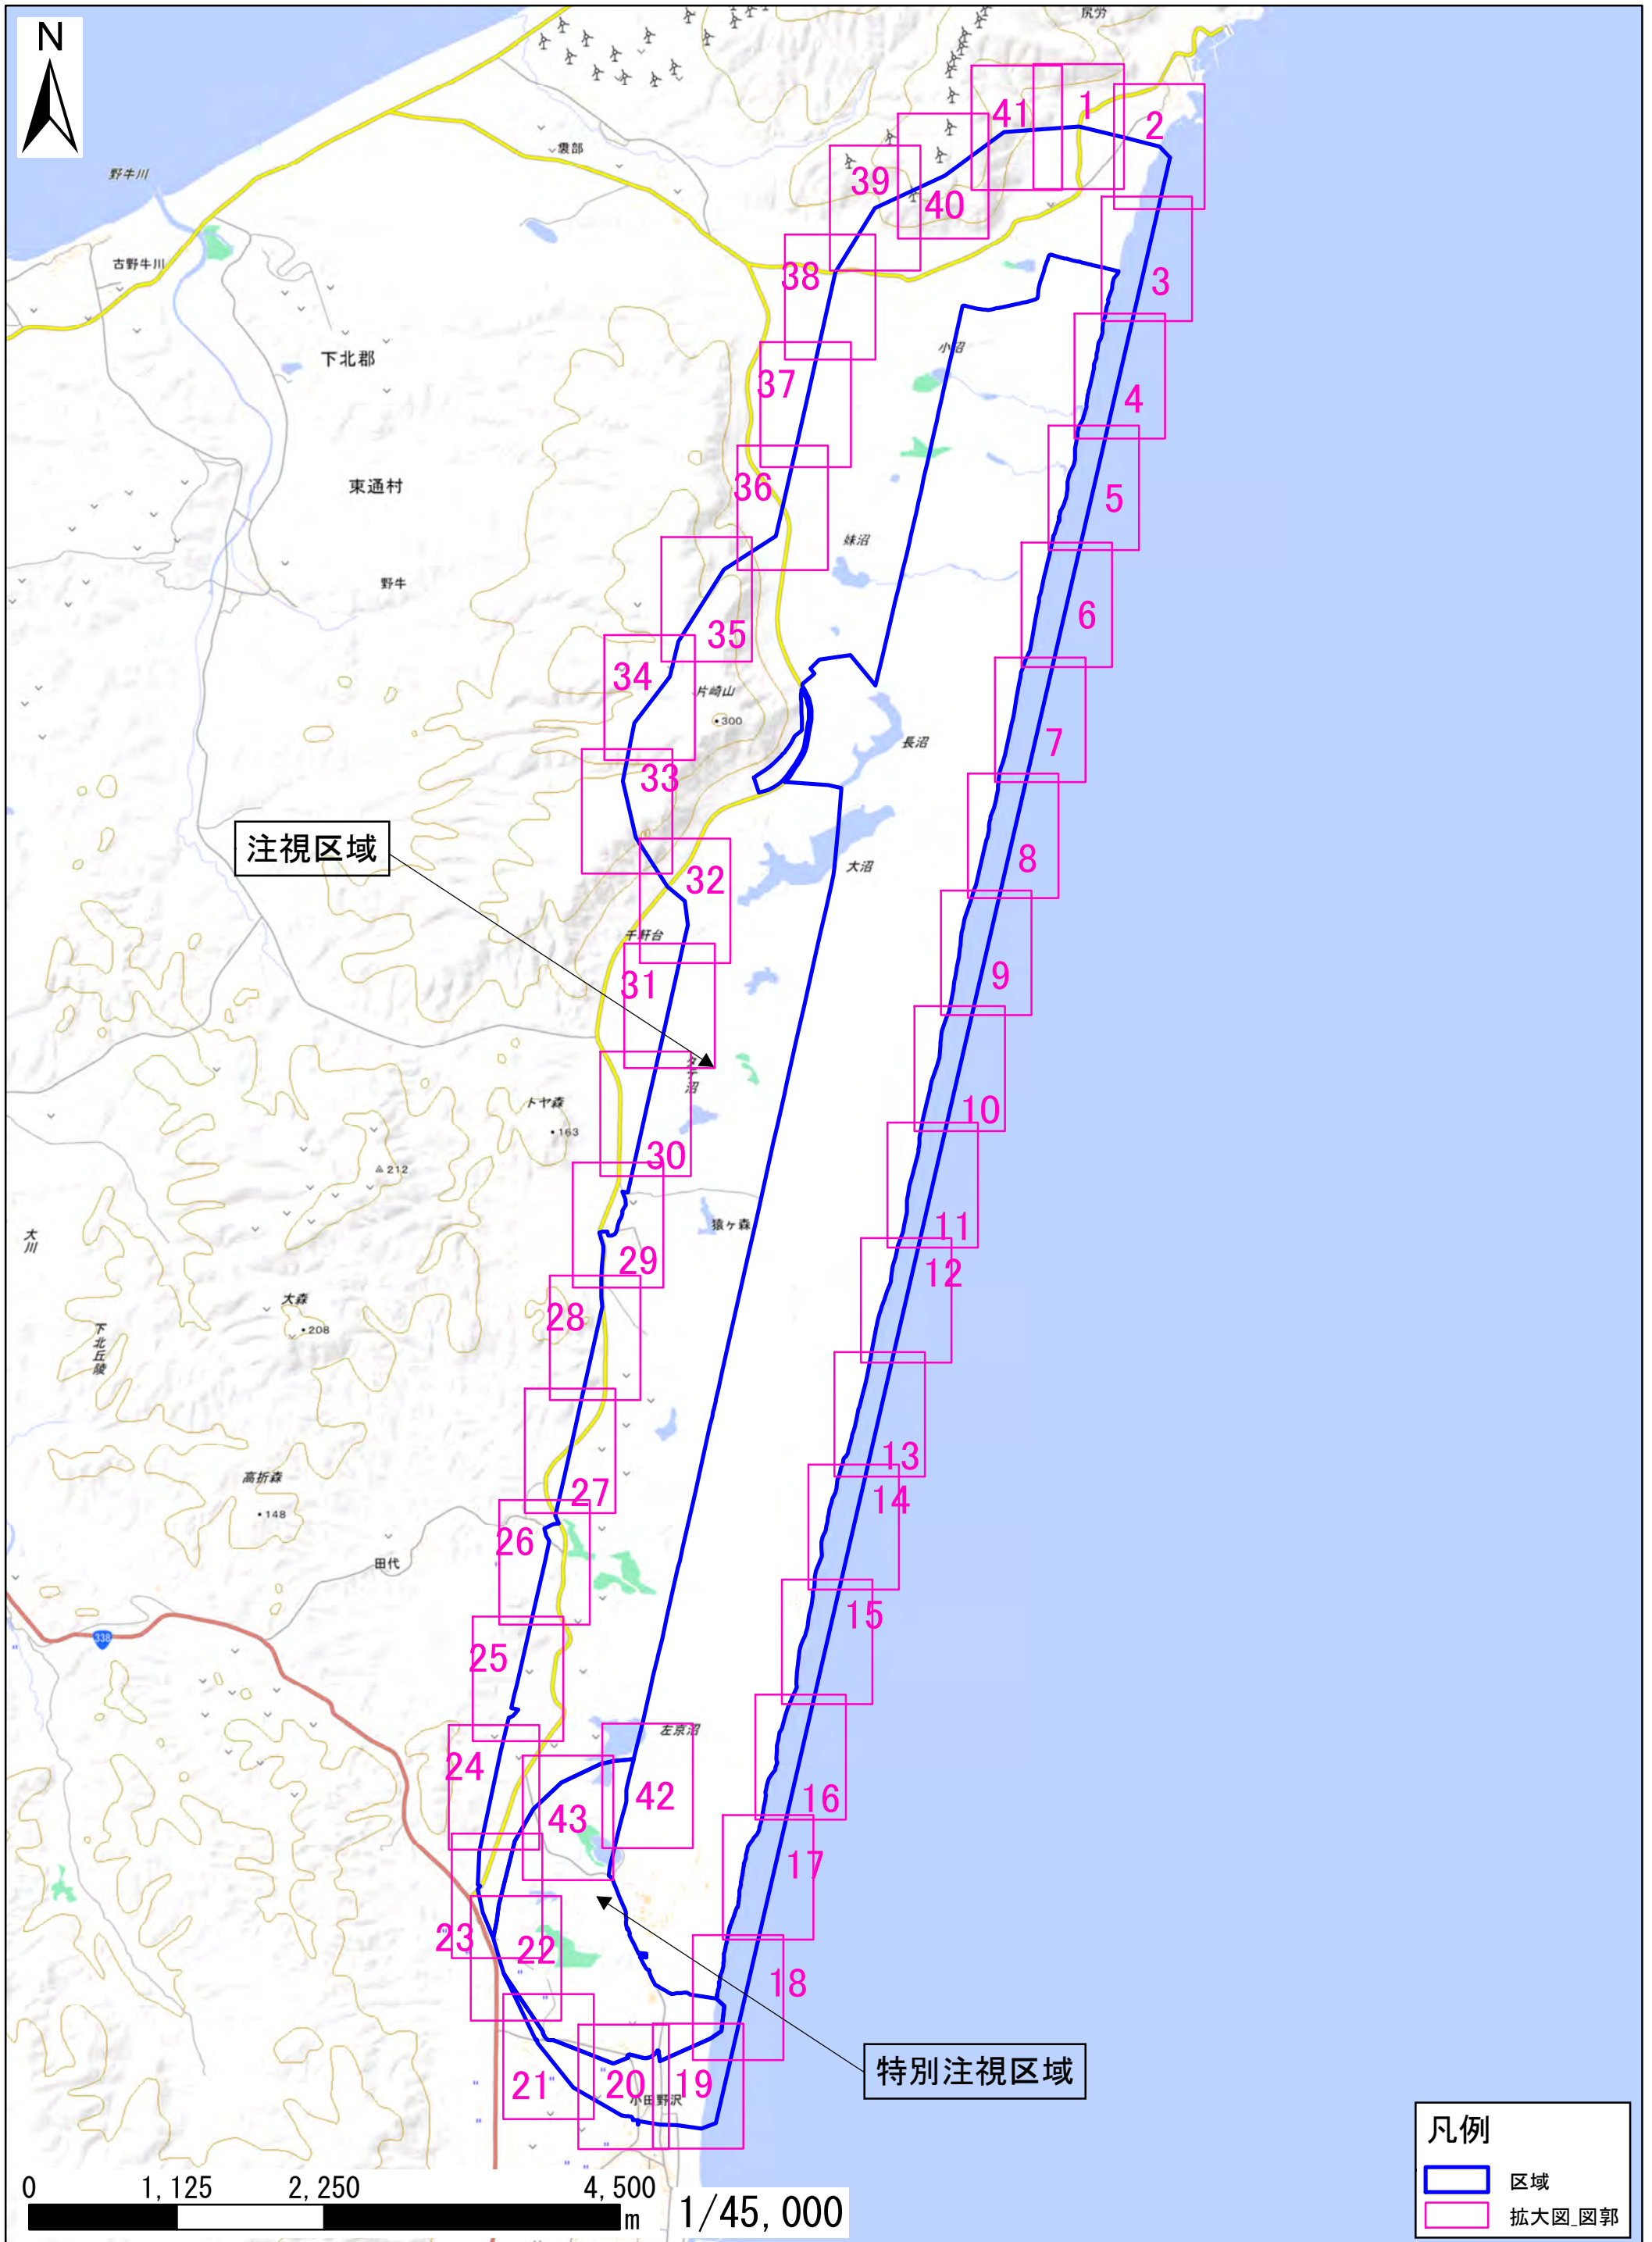 N
尻労
野牛川
袰部
古野牛川
下北郡
東通村
野牛
小沼
妹沼
片崎山
300
長沼
大沼
注視区域
千軒台
タテ沼
トヤ森
163
212
猿ヶ森
大川
大森
208
下北丘陵
高折森
148
田代
338
左京沼
特別注視区域
小田野沢
41
1
2
39
40
3
38
4
37
5
36
6
35
34
7
33
8
32
9
31
10
30
11
29
12
28
13
27
14
26
15
25
42
24
43
16
17
23
22
18
21
20
19
0 1,125 2,250 4,500
m
1/45,000
凡例
区域
拡大図_図郭